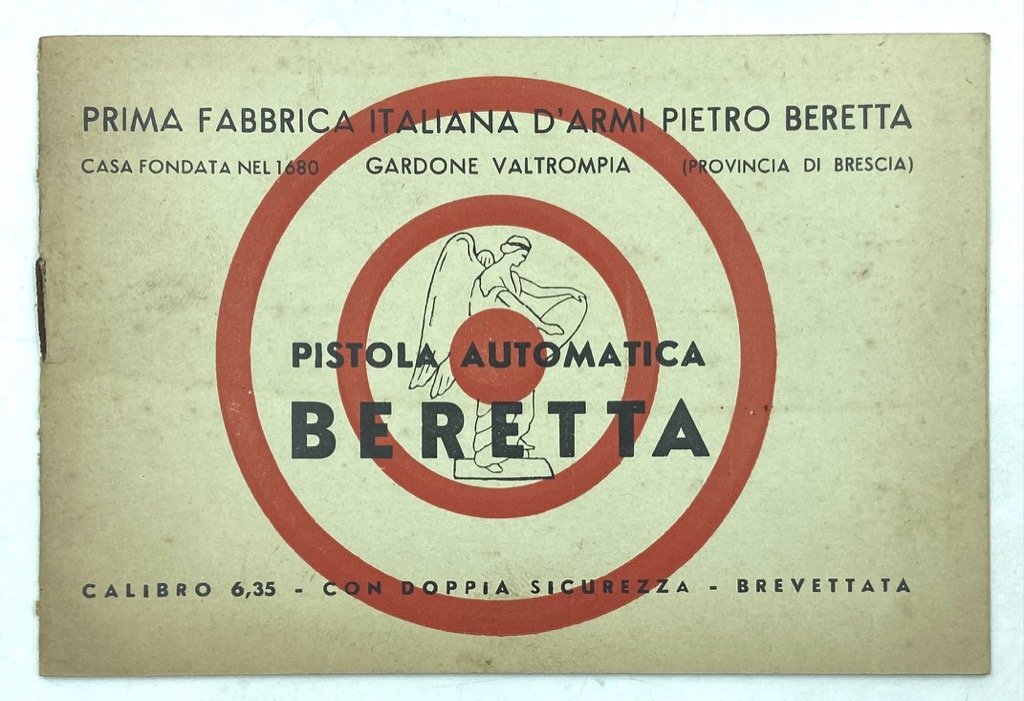 PRIMA FABBRICA ITALIANA D'ARMI PIETRO BERETTA
CASA FONDATA NEL 1680 GARDONE VALTROMPIA (PROVINCIA DI BRESCIA)
PISTOLA AUTOMATICA
BERETTA
CALIBRO 6,35 - CON DOPPIA SICUREZZA - BREVETTATA